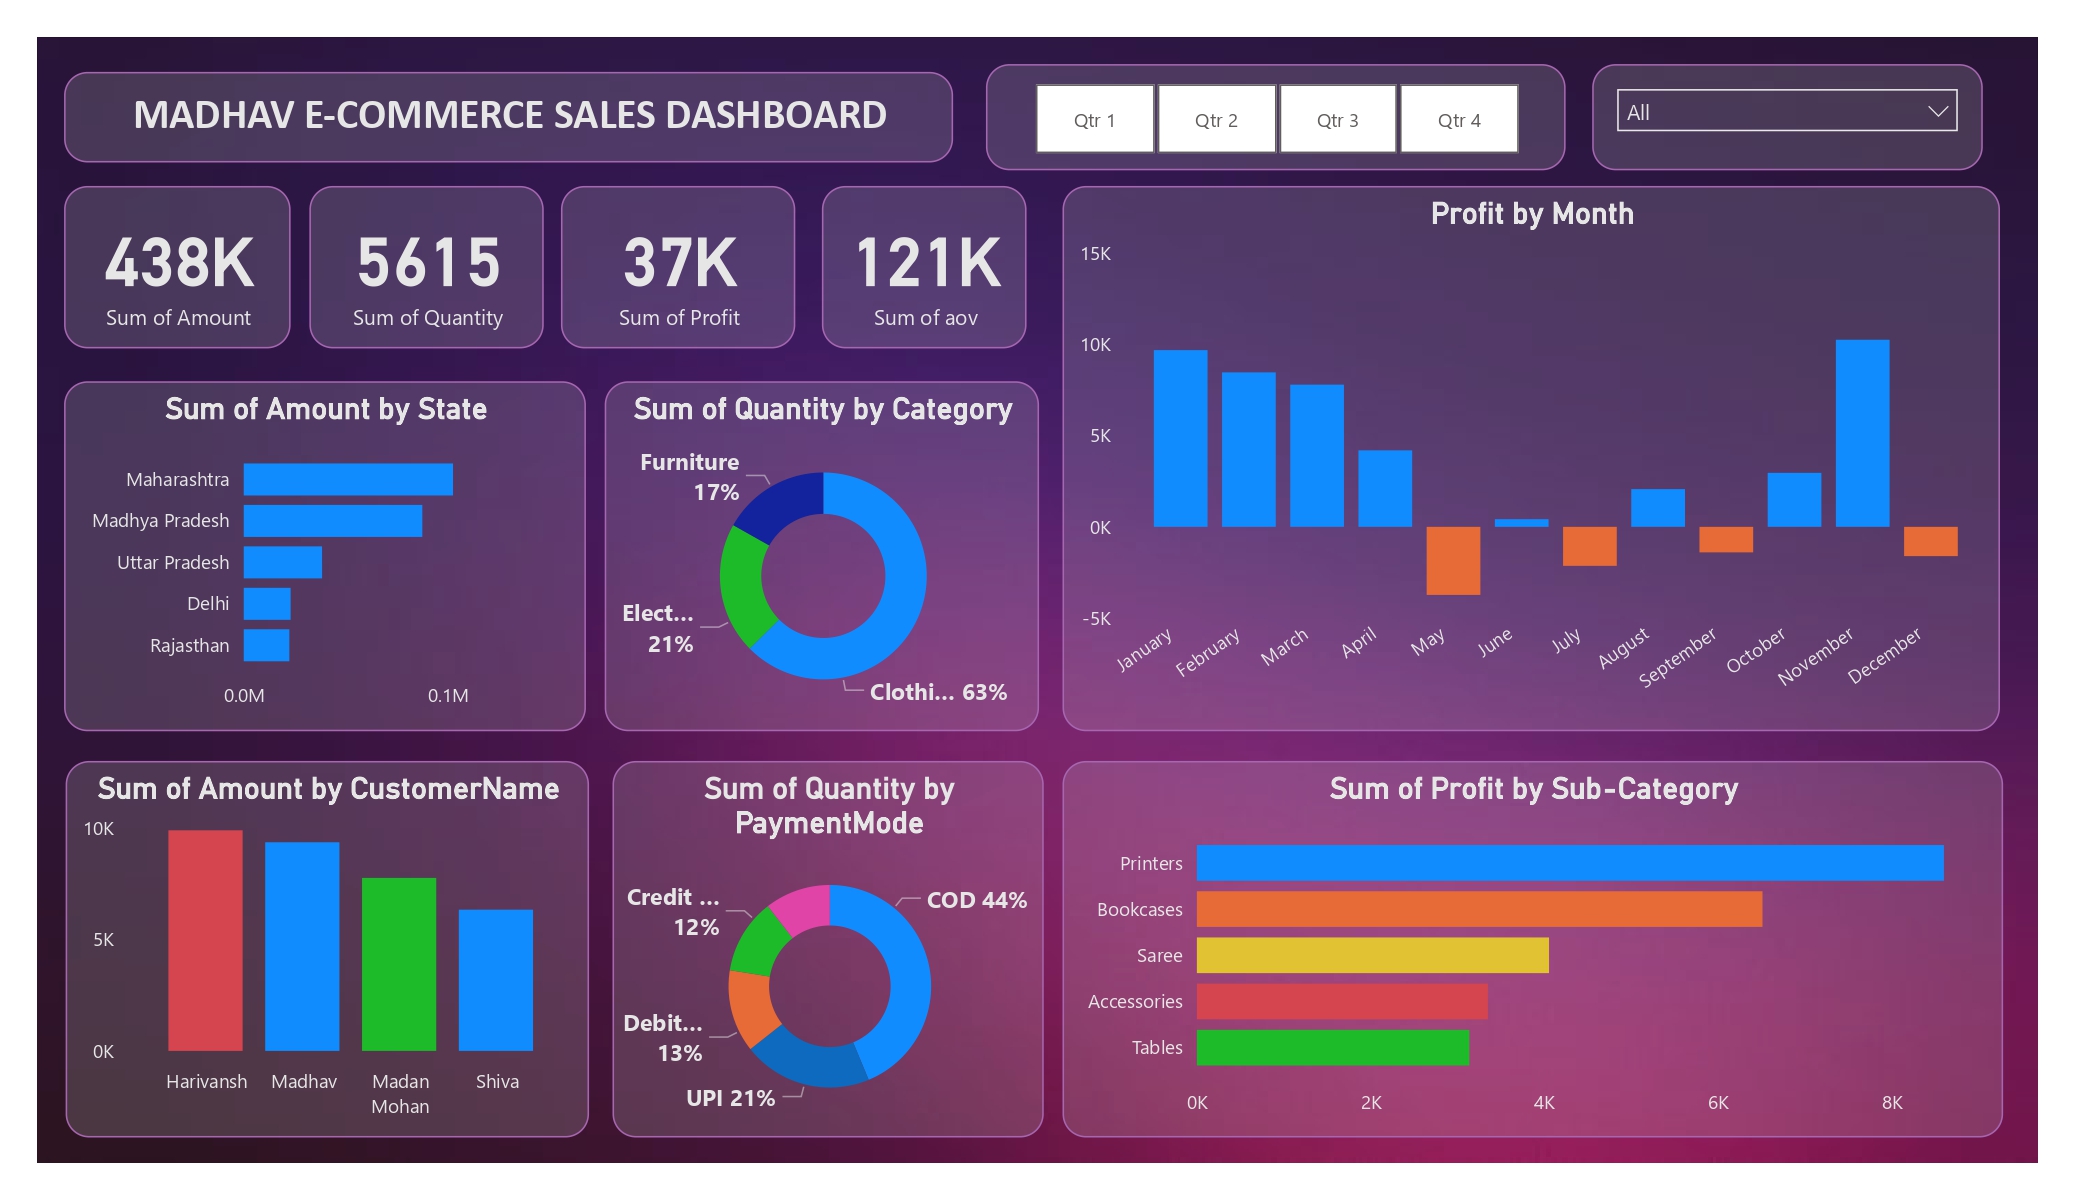 MADHAV E-COMMERCE SALES DASHBOARD
Qtr 1 Qtr 2 Qtr 3 Qtr 4
All
438K
Sum of Amount
5615
Sum of Quantity
37K
Sum of Profit
121K
Sum of aov
Profit by Month
15K
10K
5K
0K
-5K
January February March April May June July August September October November December
Sum of Amount by State
Maharashtra
Madhya Pradesh
Uttar Pradesh
Delhi
Rajasthan
0.0M 0.1M
Sum of Quantity by Category
Furniture
17%
Elect...
21%
Clothi... 63%
Sum of Amount by CustomerName
10K
5K
0K
Harivansh Madhav Madan Shiva
Mohan
Sum of Quantity by
PaymentMode
Credit ...
12%
COD 44%
Debit...
13%
UPI 21%
Sum of Profit by Sub-Category
Printers
Bookcases
Saree
Accessories
Tables
0K 2K 4K 6K 8K